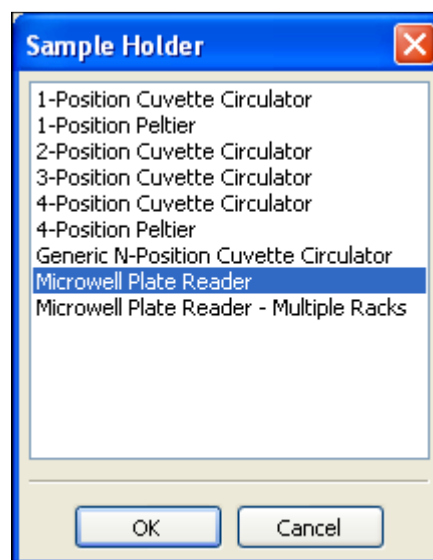 Sample Holder
1-Position Cuvette Circulator
1-Position Peltier
2-Position Cuvette Circulator
3-Position Cuvette Circulator
4-Position Cuvette Circulator
4-Position Peltier
Generic N-Position Cuvette Circulator
Microwell Plate Reader
Microwell Plate Reader - Multiple Racks
OK
Cancel